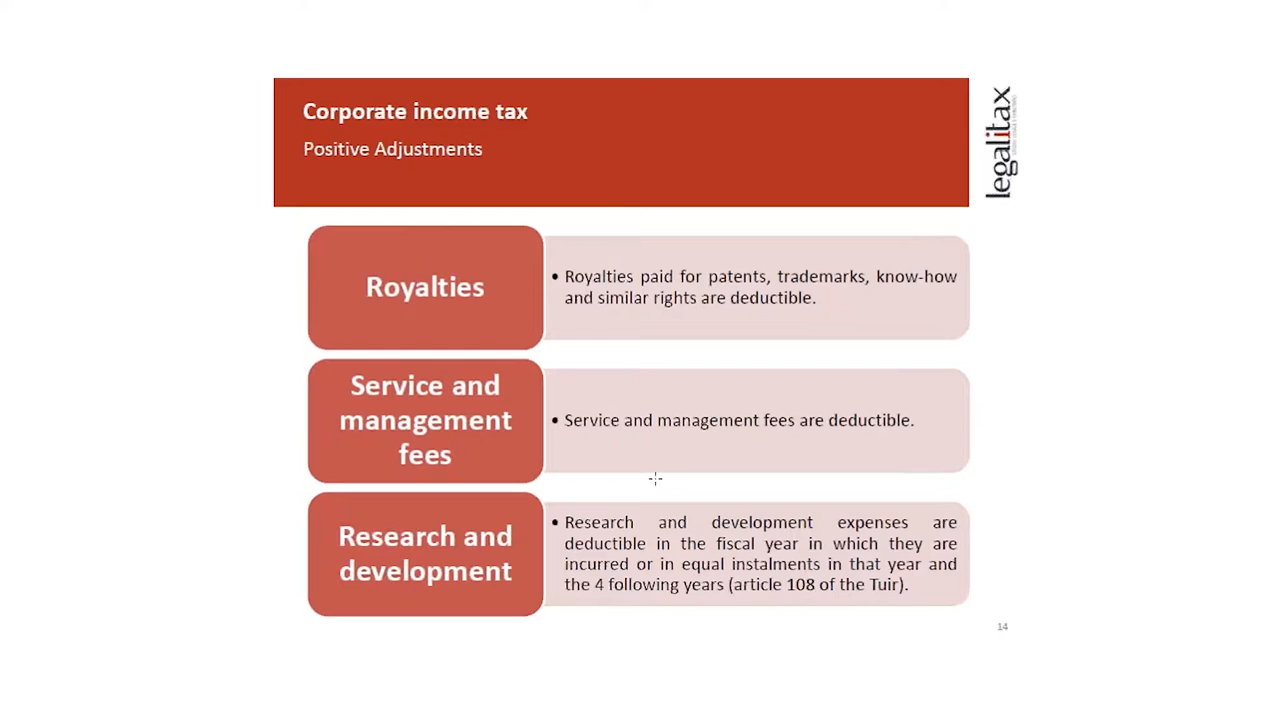 Corporate income tax
Positive Adjustments
legalitax
Royalties
• Royalties paid for patents, trademarks, know-how
and similar rights are deductible.
Service and
management
fees
• Service and management fees are deductible.
Research and
development
• Research and development expenses are
deductible in the fiscal year in which they are
incurred or in equal instalments in that year and
the 4 following years (article 108 of the Tuir).
14